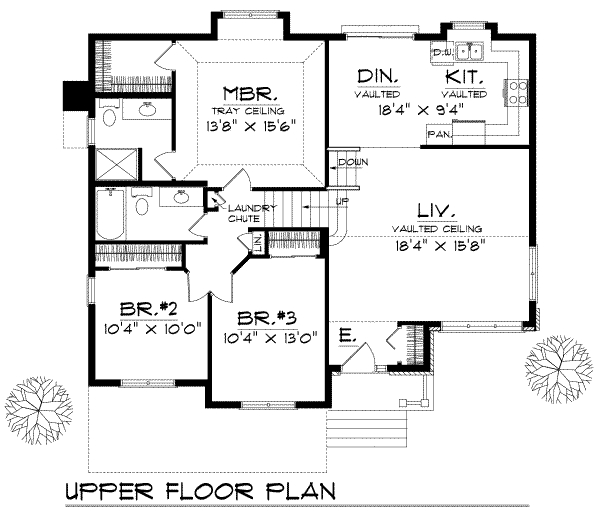 D.W.
MBR.
TRAY CEILING
13'8" X 15'6"
DIN.
VAULTED
KIT.
VAULTED
18'4" X 9'4"
PAN.
DOWN
UP
LAUNDRY
CHUTE
LIV.
VAULTED CEILING
18'4" X 15'8"
LIN.
BR. #2
10'4" X 10'0"
BR. #3
10'4" X 13'0"
E.
UPPER FLOOR PLAN